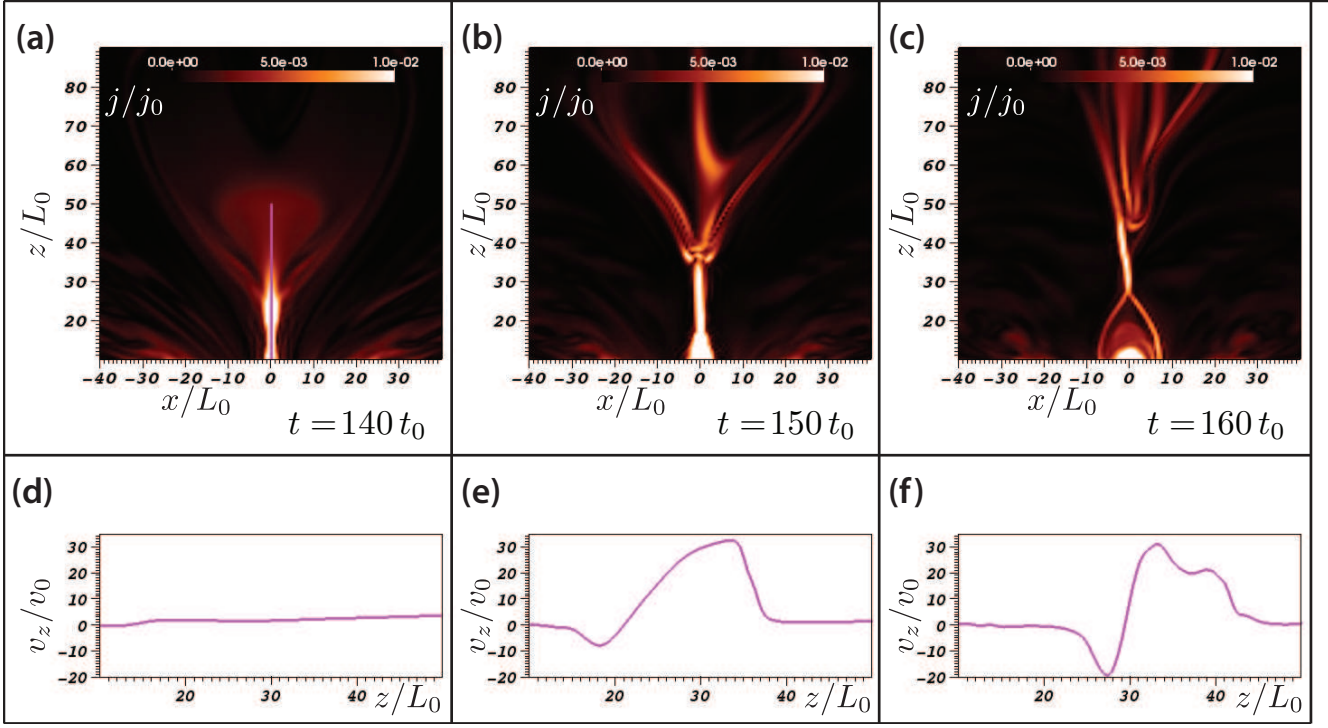 (a) (b) (c)
0.0e+00 5.0e-03 1.0e-02 0.0e+00 5.0e-03 1.0e-02 0.0e+00 5.0e-03 1.0e-02
j/j₀ j/j₀ j/j₀
80 80 80
70 70 70
60 60 60
50 50 50
40 40 40
30 30 30
20 20 20
z/L₀ z/L₀ z/L₀
-40 -30 -20 -10 0 10 20 30 -40 -30 -20 -10 0 10 20 30 -40 -30 -20 -10 0 10 20 30
x/L₀ x/L₀ x/L₀
t = 140 t₀ t = 150 t₀ t = 160 t₀
(d) (e) (f)
30 30 30
20 20 20
10 10 10
0 0 0
-10 -10 -10
-20 -20 -20
v_z/v₀ v_z/v₀ v_z/v₀
20 30 40 z/L₀ 20 30 40 z/L₀ 20 30 40 z/L₀